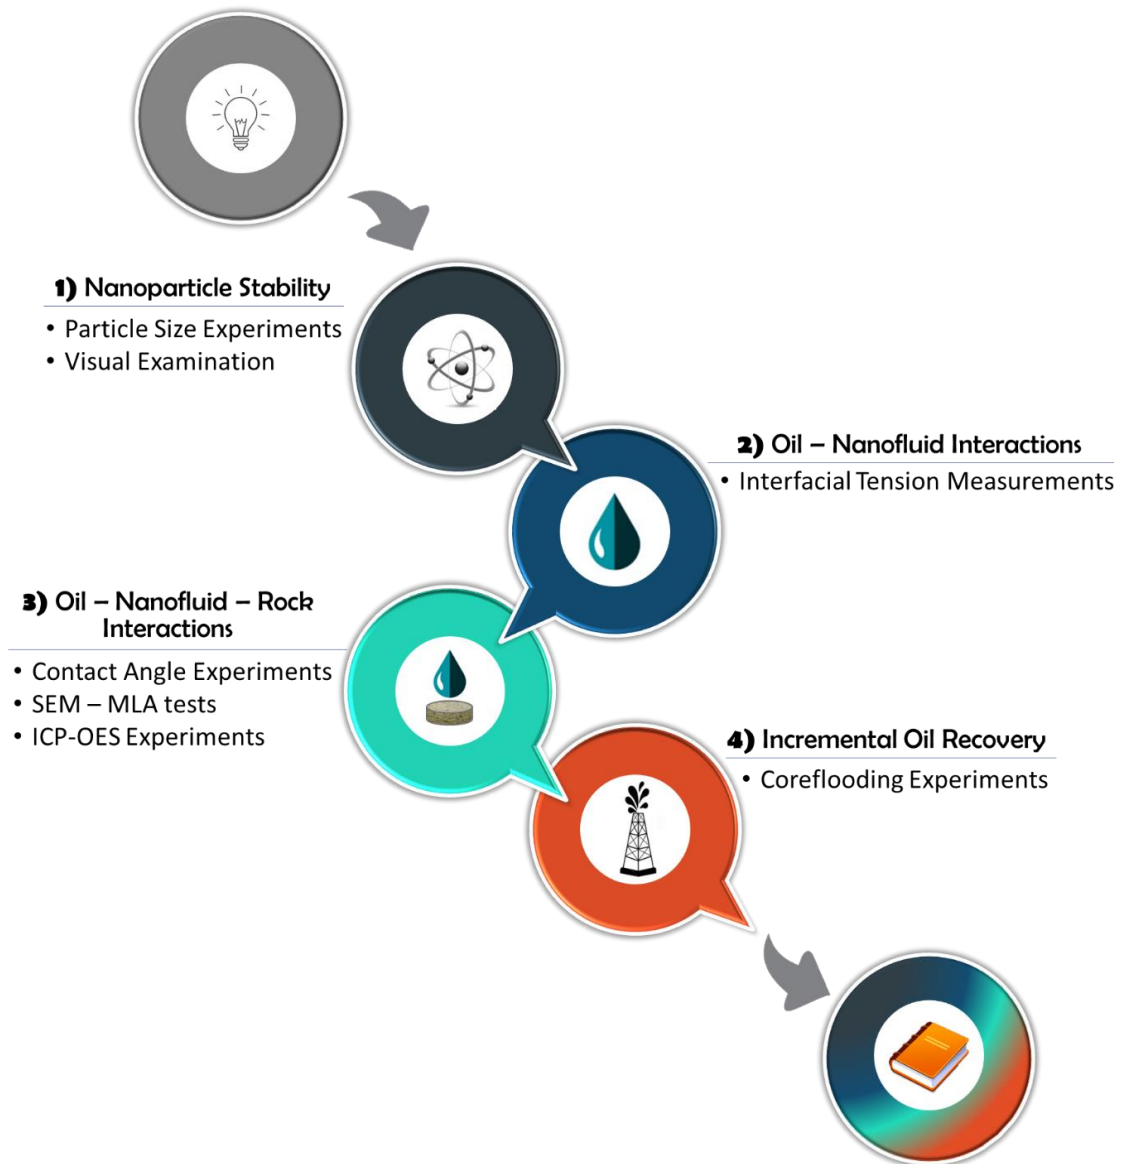 1) Nanoparticle Stability
• Particle Size Experiments
• Visual Examination
2) Oil – Nanofluid Interactions
• Interfacial Tension Measurements
3) Oil – Nanofluid – Rock
Interactions
• Contact Angle Experiments
• SEM – MLA tests
• ICP-OES Experiments
4) Incremental Oil Recovery
• Coreflooding Experiments